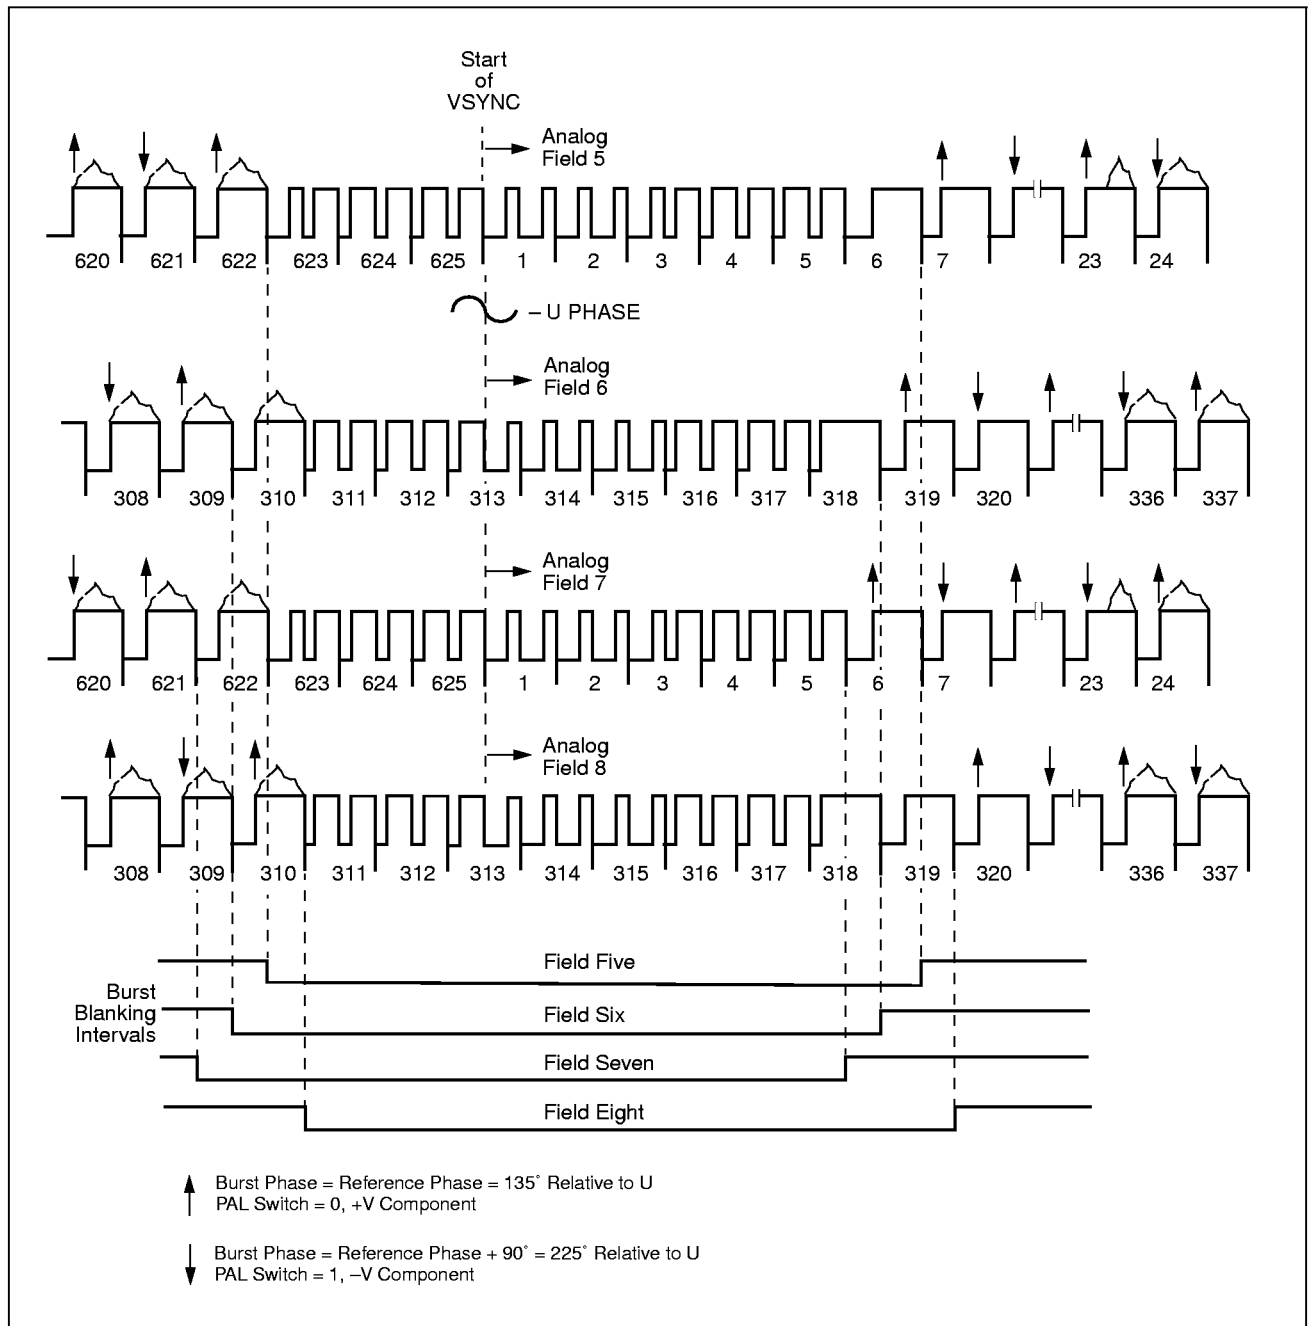 Start
of
VSYNC
Analog
Field 5
620 621 622 623 624 625 1 2 3 4 5 6 7 23 24
– U PHASE
Analog
Field 6
308 309 310 311 312 313 314 315 316 317 318 319 320 336 337
Analog
Field 7
620 621 622 623 624 625 1 2 3 4 5 6 7 23 24
Analog
Field 8
308 309 310 311 312 313 314 315 316 317 318 319 320 336 337
Burst
Blanking
Intervals
Field Five
Field Six
Field Seven
Field Eight
Burst Phase = Reference Phase = 135° Relative to U
PAL Switch = 0, +V Component
Burst Phase = Reference Phase + 90° = 225° Relative to U
PAL Switch = 1, –V Component